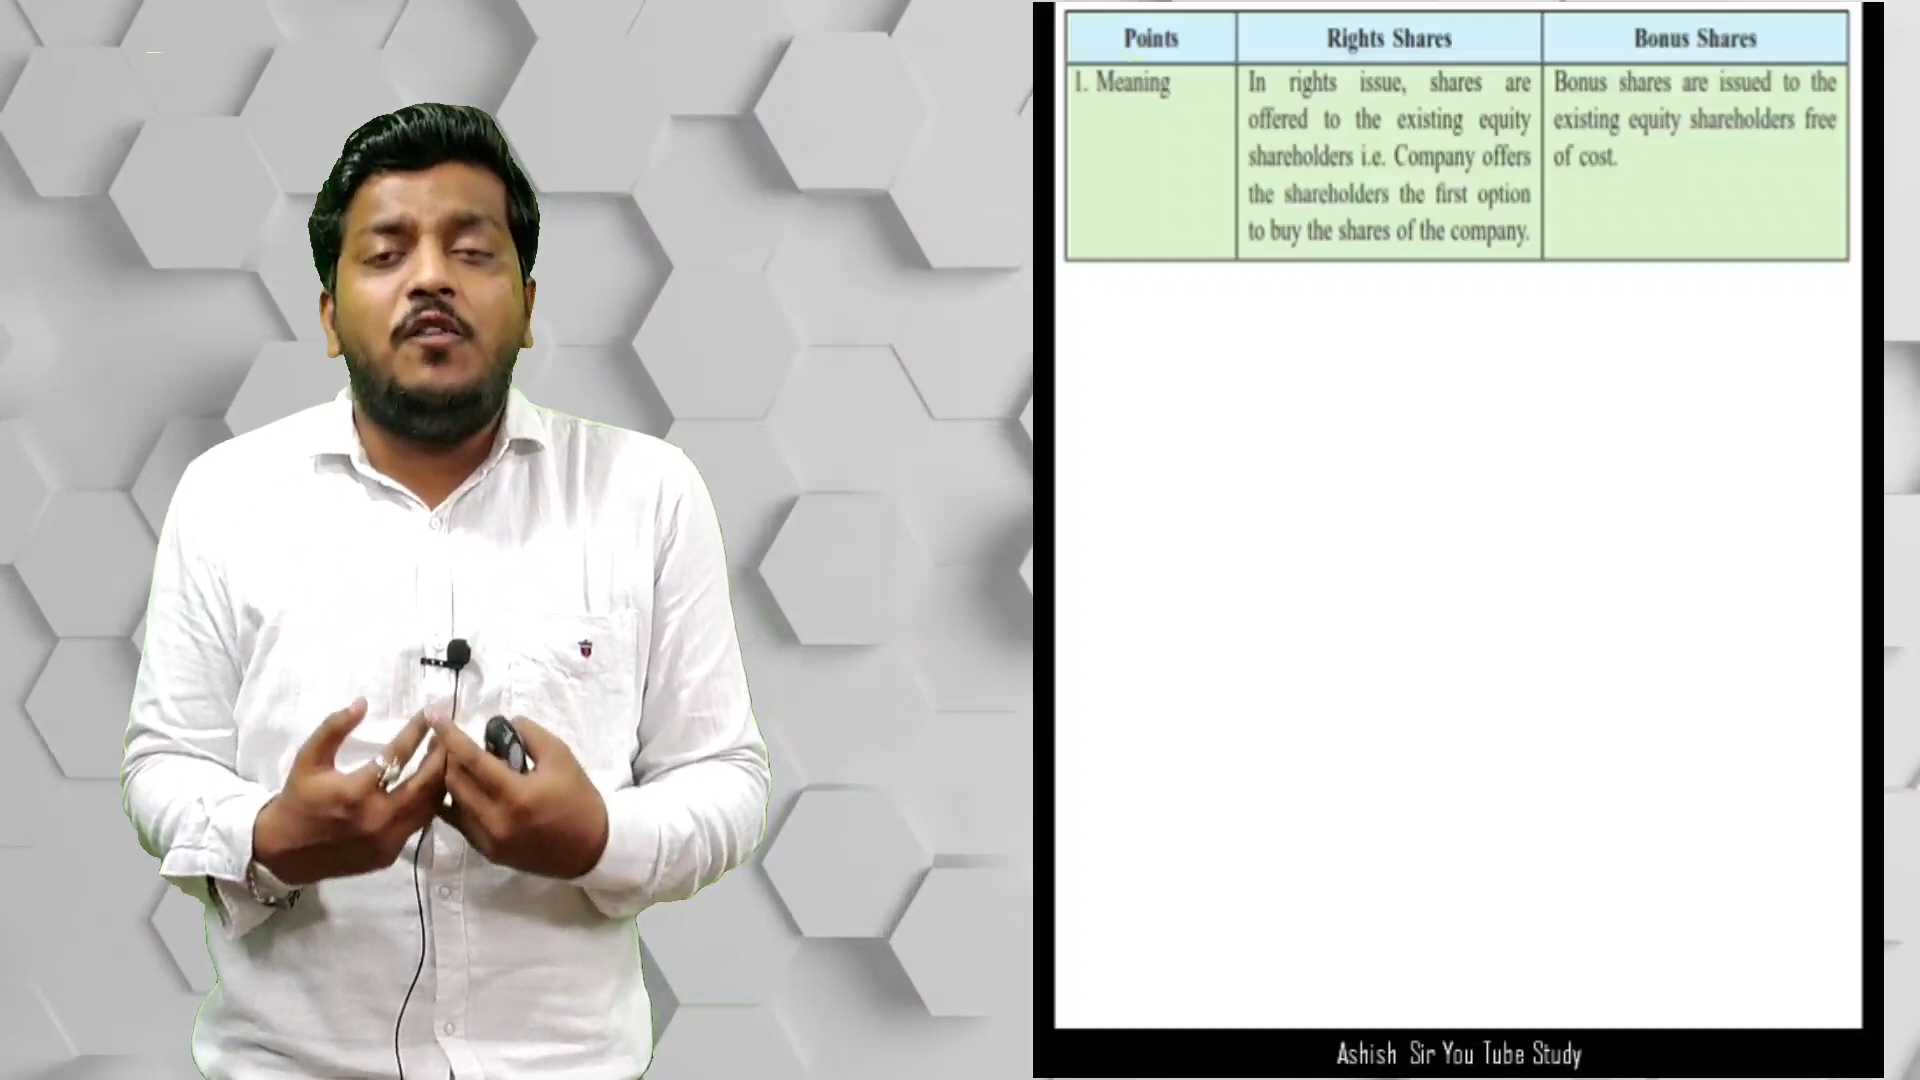 Points
Rights Shares
Bonus Shares
1. Meaning
In rights issue, shares are
offered to the existing equity
shareholders i.e. Company offers
the shareholders the first option
to buy the shares of the company.
Bonus shares are issued to the
existing equity shareholders free
of cost.
Ashish Sir You Tube Study